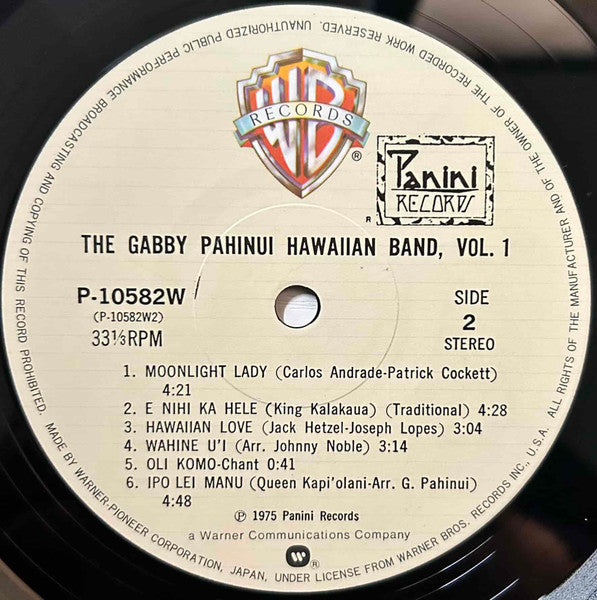 UNAUTHORIZED PUBLIC PERFORMANCE BROADCASTING AND COPYING OF THIS RECORD PROHIBITED.
ALL RIGHTS OF THE MANUFACTURER AND OF THE OWNER OF THE RECORDED WORK RESERVED.
WB
RECORDS
®
Panini
RECORDS
R
THE GABBY PAHINUI HAWAIIAN BAND, VOL. 1
P-10582W
(P-10582W2)
33⅓RPM
SIDE
2
STEREO
1. MOONLIGHT LADY (Carlos Andrade-Patrick Cockett)
4:21
2. E NIHI KA HELE (King Kalakaua) (Traditional) 4:28
3. HAWAIIAN LOVE (Jack Hetzel-Joseph Lopes) 3:04
4. WAHINE U'I (Arr. Johnny Noble) 3:14
5. OLI KOMO-Chant 0:41
6. IPO LEI MANU (Queen Kapi'olani-Arr. G. Pahinui)
4:48
℗ 1975 Panini Records
a Warner Communications Company
®
MADE BY WARNER-PIONEER CORPORATION, JAPAN, UNDER LICENSE FROM WARNER BROS. RECORDS INC., U.S.A.